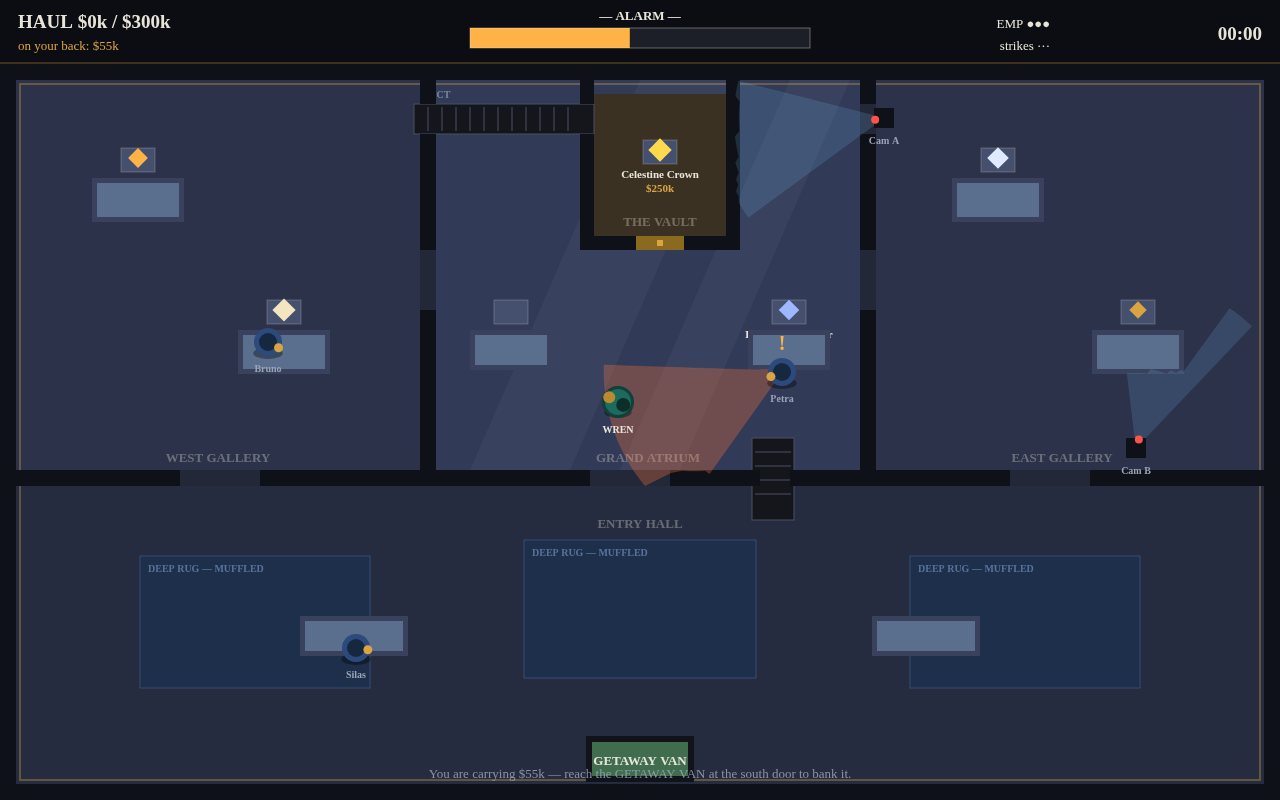 HAUL $0k / $300k
on your back: $55k
— ALARM —
EMP ●●●
strikes ···
00:00
CT
Cam A
Celestine Crown
$250k
THE VAULT
Bruno
!
Petra
WREN
WEST GALLERY
GRAND ATRIUM
EAST GALLERY
Cam B
ENTRY HALL
DEEP RUG — MUFFLED
DEEP RUG — MUFFLED
DEEP RUG — MUFFLED
Silas
GETAWAY VAN
You are carrying $55k — reach the GETAWAY VAN at the south door to bank it.